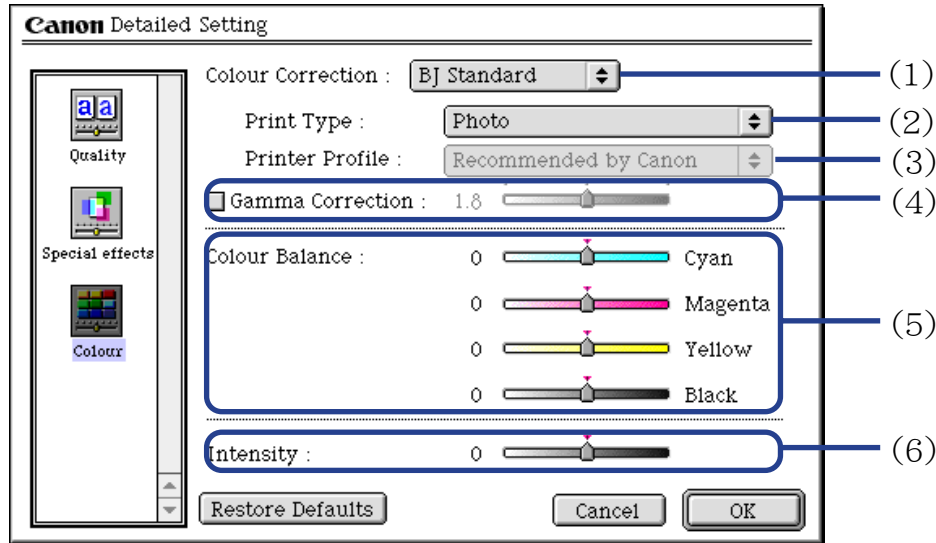 Canon Detailed Setting
Colour Correction : BJ Standard (1)
Print Type : Photo (2)
Printer Profile : Recommended by Canon (3)
Gamma Correction : 1.8 (4)
aa
Quality
Special effects
Colour
Colour Balance : 0 Cyan
0 Magenta
(5)
0 Yellow
0 Black
Intensity : 0 (6)
Restore Defaults Cancel OK